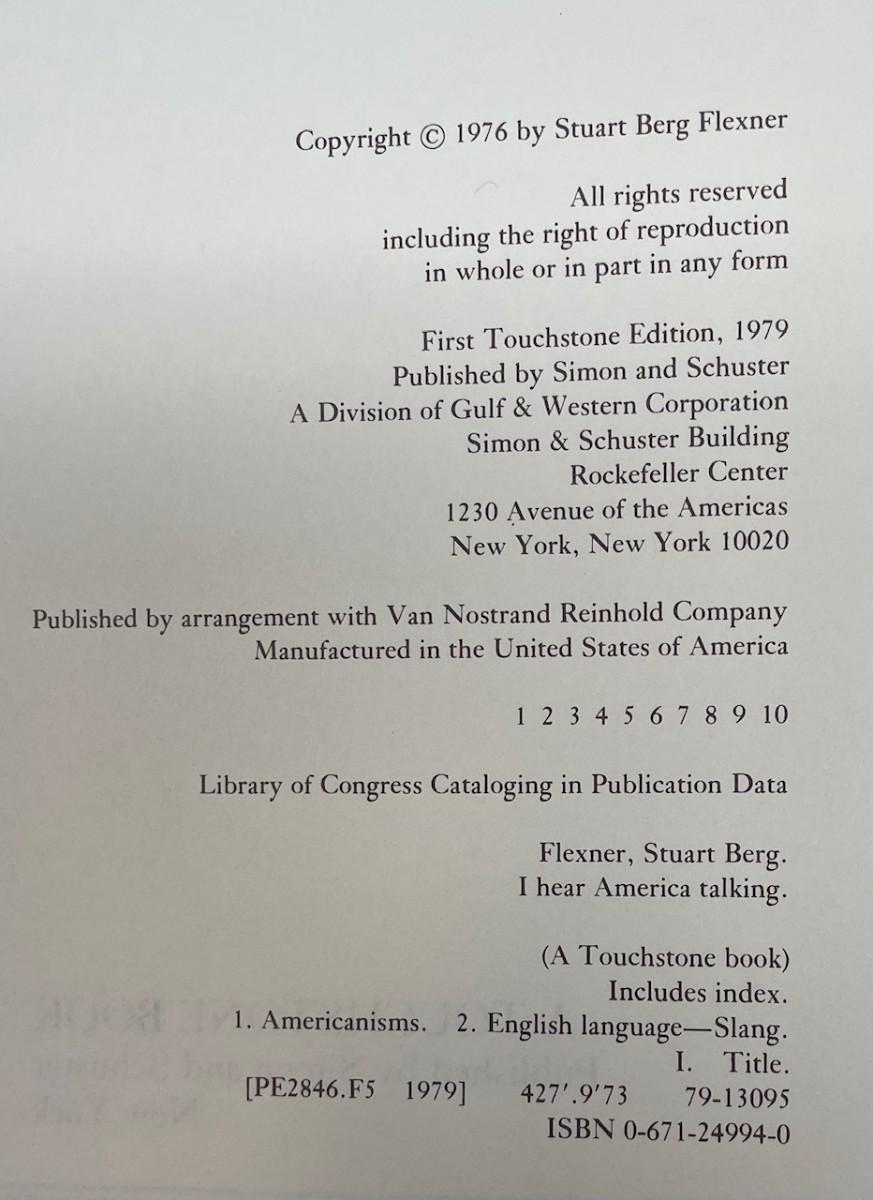 Copyright © 1976 by Stuart Berg Flexner
All rights reserved
including the right of reproduction
in whole or in part in any form
First Touchstone Edition, 1979
Published by Simon and Schuster
A Division of Gulf & Western Corporation
Simon & Schuster Building
Rockefeller Center
1230 Avenue of the Americas
New York, New York 10020
Published by arrangement with Van Nostrand Reinhold Company
Manufactured in the United States of America
1 2 3 4 5 6 7 8 9 10
Library of Congress Cataloging in Publication Data
Flexner, Stuart Berg.
I hear America talking.
(A Touchstone book)
Includes index.
1. Americanisms. 2. English language—Slang.
I. Title.
[PE2846.F5 1979] 427′.9′73 79-13095
ISBN 0-671-24994-0